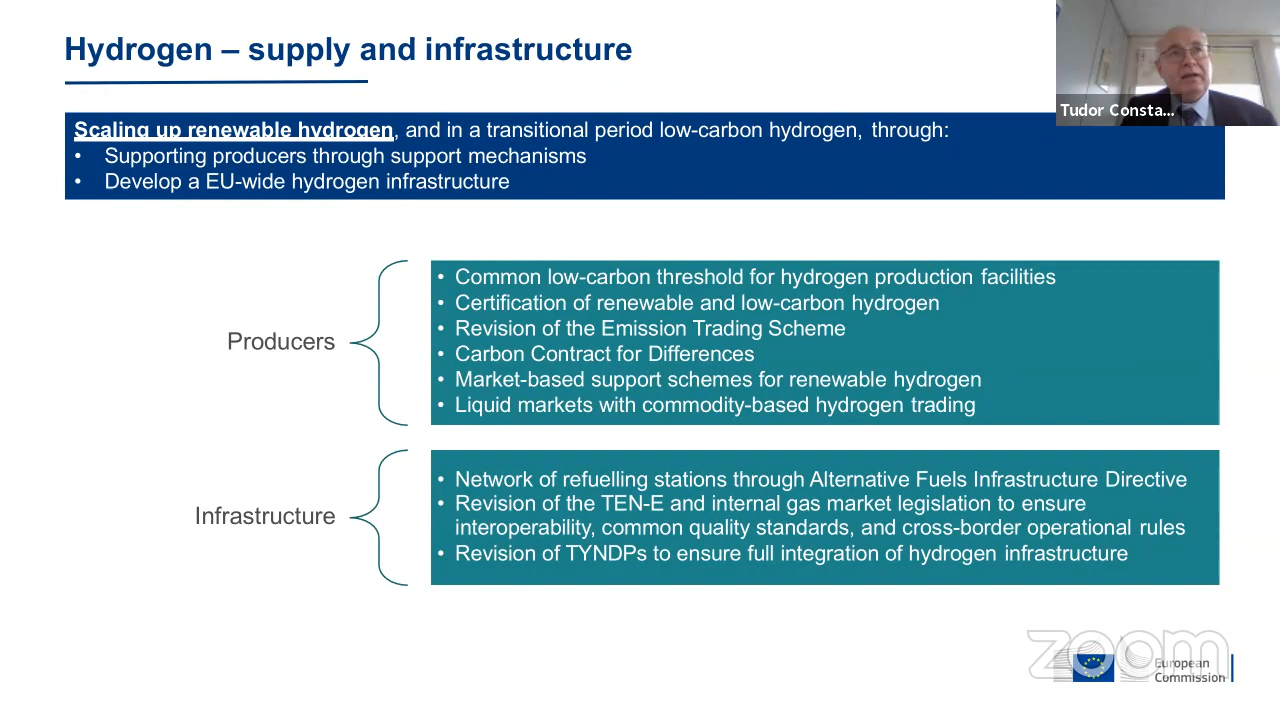 Hydrogen – supply and infrastructure
Tudor Consta...
Scaling up renewable hydrogen, and in a transitional period low-carbon hydrogen, through:
• Supporting producers through support mechanisms
• Develop a EU-wide hydrogen infrastructure
Producers
• Common low-carbon threshold for hydrogen production facilities
• Certification of renewable and low-carbon hydrogen
• Revision of the Emission Trading Scheme
• Carbon Contract for Differences
• Market-based support schemes for renewable hydrogen
• Liquid markets with commodity-based hydrogen trading
Infrastructure
• Network of refuelling stations through Alternative Fuels Infrastructure Directive
• Revision of the TEN-E and internal gas market legislation to ensure
interoperability, common quality standards, and cross-border operational rules
• Revision of TYNDPs to ensure full integration of hydrogen infrastructure
zoom
European
Commission